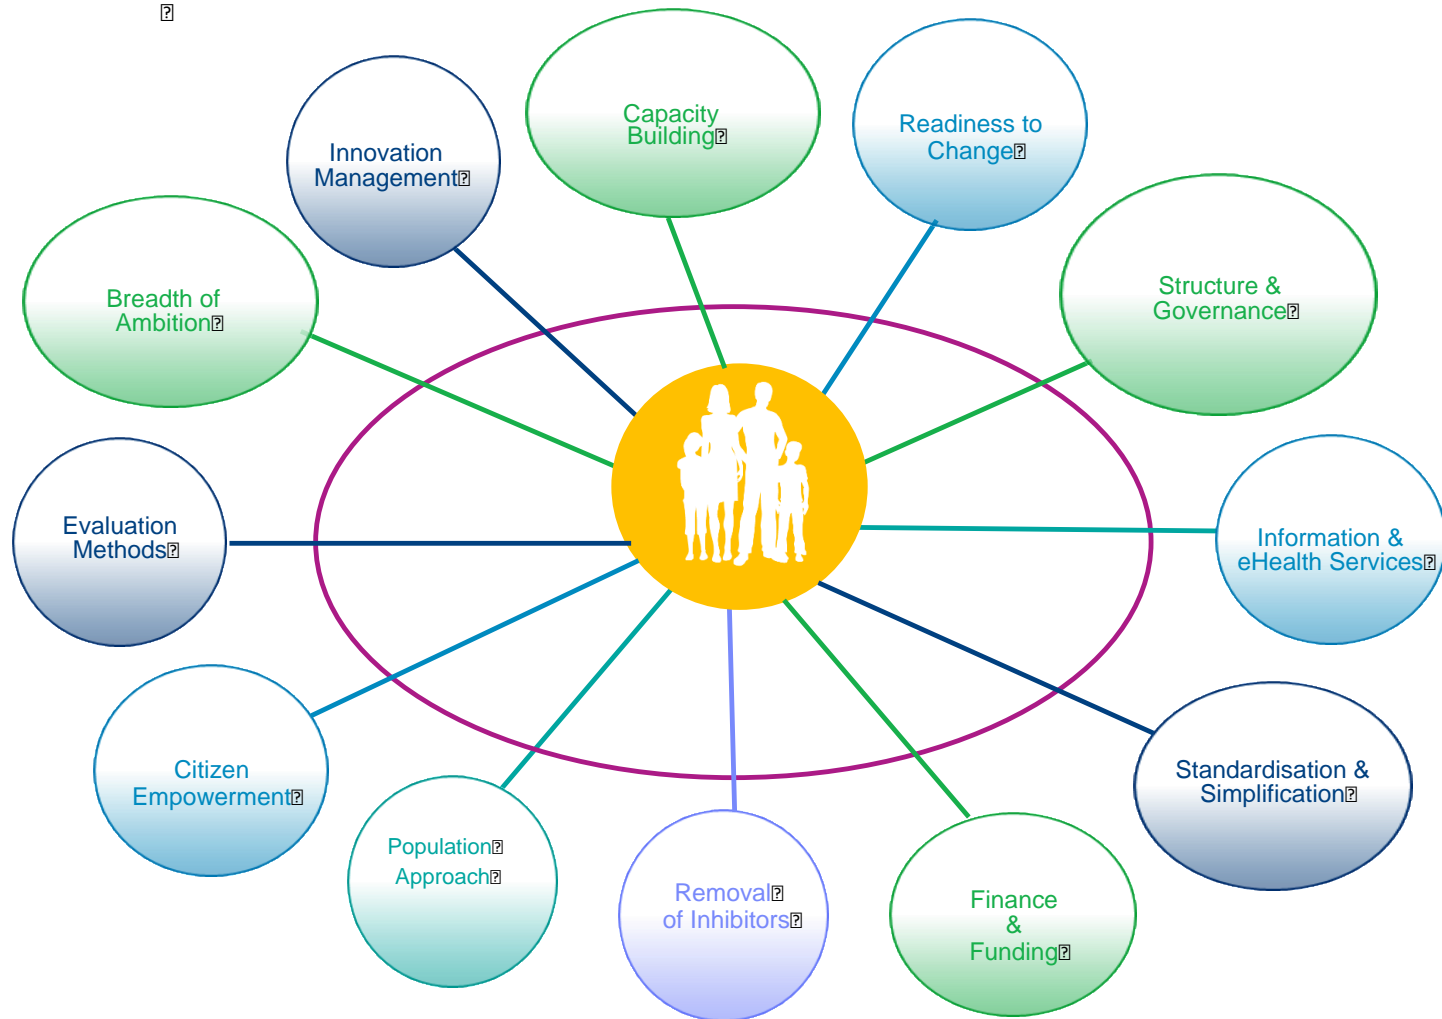 Capacity
Building
Readiness to
Change
Innovation
Management
Structure &
Governance
Breadth of
Ambition
Evaluation
Methods
Information &
eHealth Services
Citizen
Empowerment
Standardisation &
Simplification
Population
Approach
Removal
of Inhibitors
Finance
&
Funding